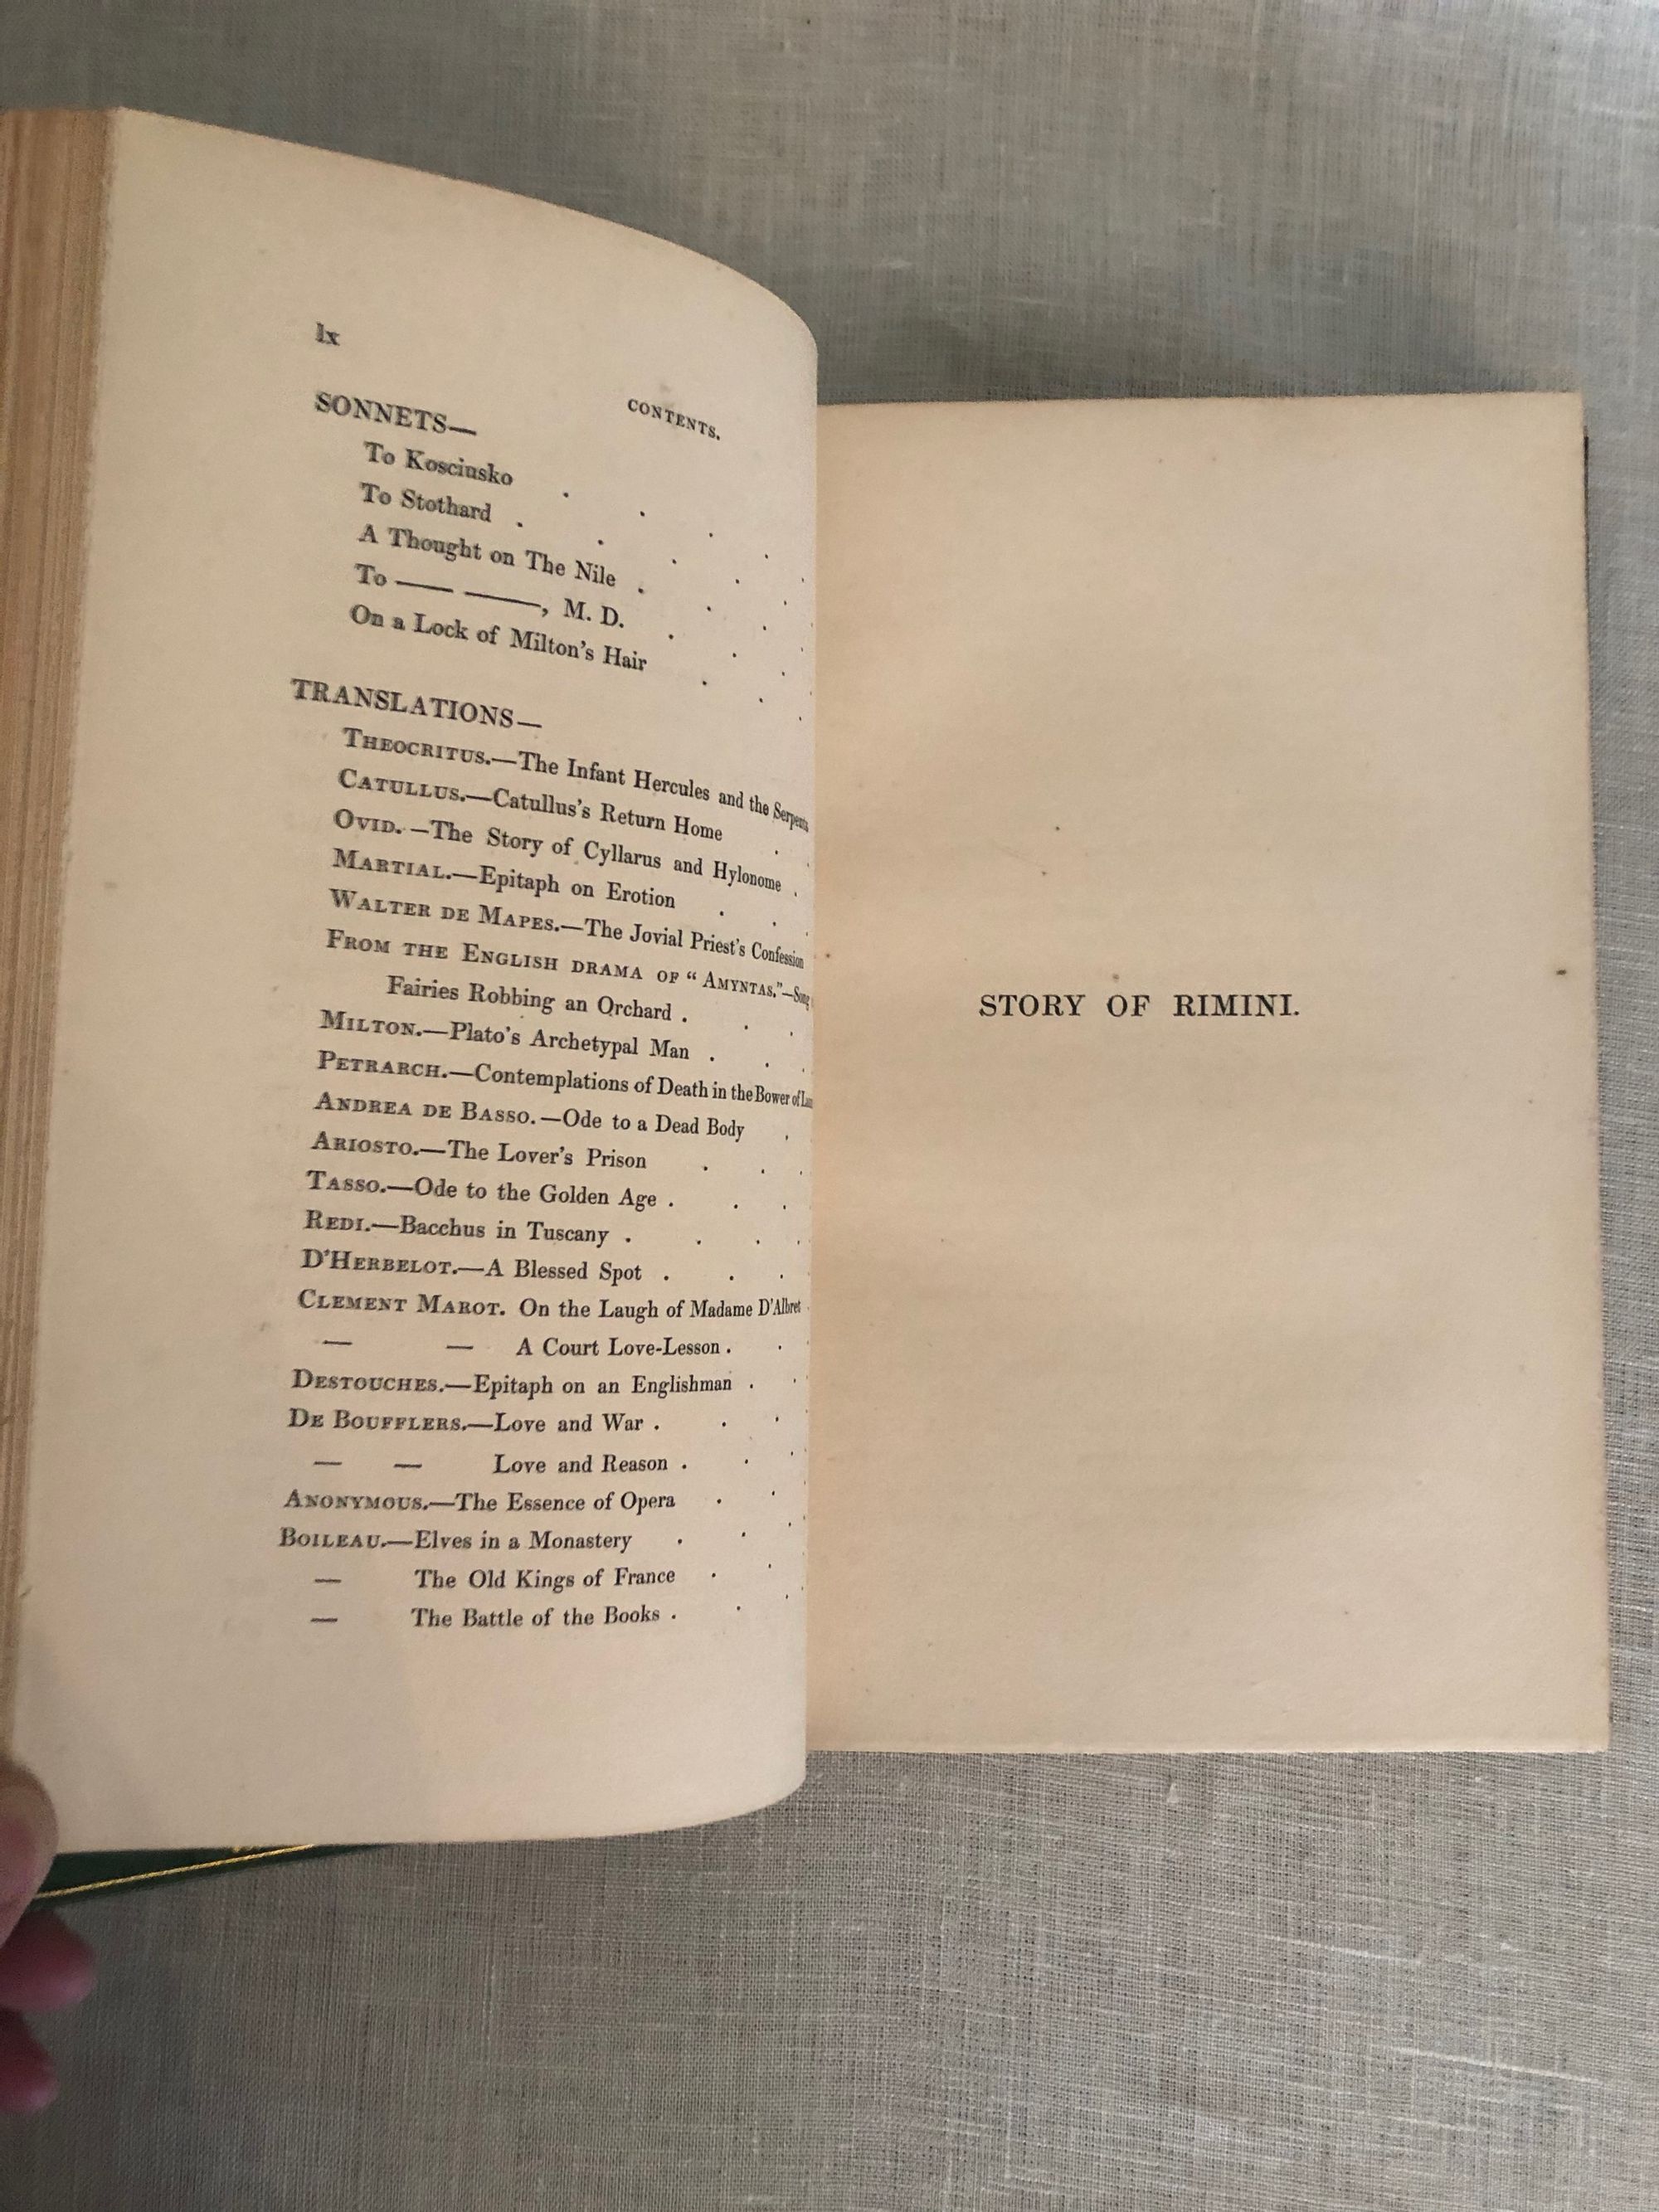 lx
CONTENTS.
SONNETS—
To Kosciusko . . . .
To Stothard . . . . .
A Thought on The Nile . . .
To —— ——, M. D. . . .
On a Lock of Milton's Hair . . .
TRANSLATIONS—
THEOCRITUS.—The Infant Hercules and the Serpents
CATULLUS.—Catullus's Return Home . .
OVID.—The Story of Cyllarus and Hylonome .
MARTIAL.—Epitaph on Erotion . . .
WALTER DE MAPES.—The Jovial Priest's Confession
FROM THE ENGLISH DRAMA OF "AMYNTAS."—Song
Fairies Robbing an Orchard . . .
MILTON.—Plato's Archetypal Man . . .
PETRARCH.—Contemplations of Death in the Bower of
ANDREA DE BASSO.—Ode to a Dead Body .
ARIOSTO.—The Lover's Prison . . .
TASSO.—Ode to the Golden Age . . .
REDI.—Bacchus in Tuscany . . . .
D'HERBELOT.—A Blessed Spot . . .
CLEMENT MAROT. On the Laugh of Madame D'Albret .
— — A Court Love-Lesson . .
DESTOUCHES.—Epitaph on an Englishman . .
DE BOUFFLERS.—Love and War . . .
— — Love and Reason . . .
ANONYMOUS.—The Essence of Opera . .
BOILEAU.—Elves in a Monastery . . .
— The Old Kings of France . .
— The Battle of the Books . . .
STORY OF RIMINI.